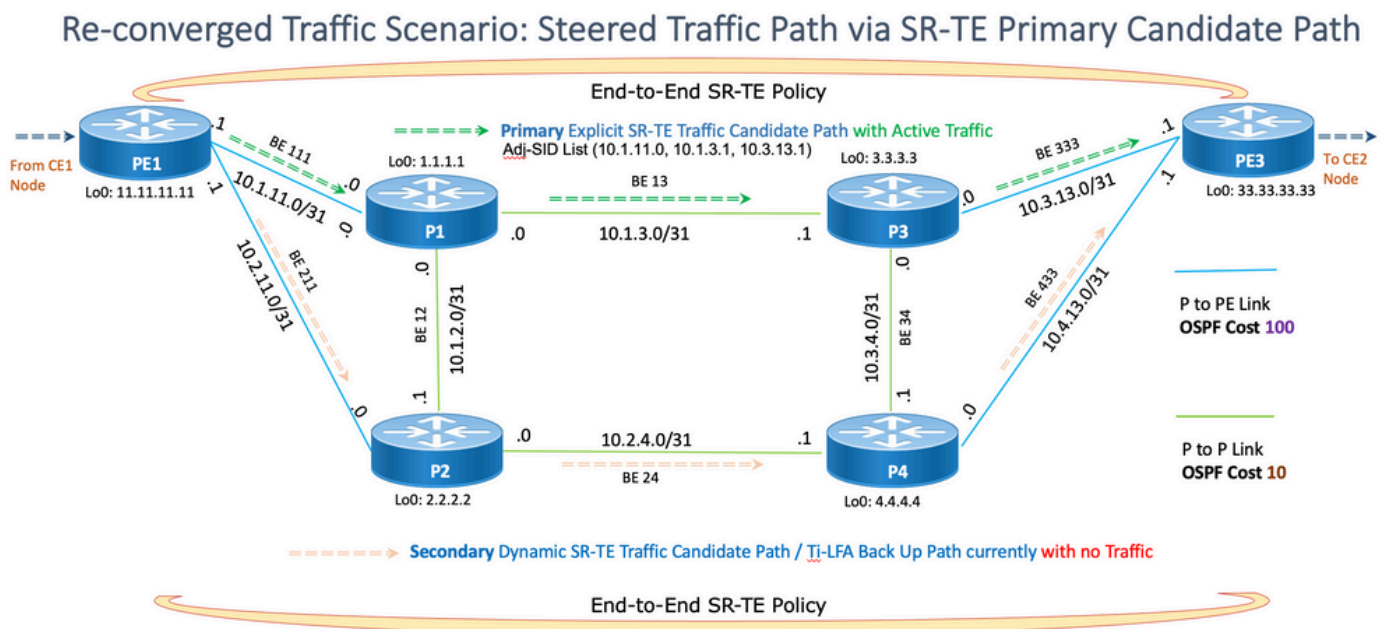 Re-converged Traffic Scenario: Steered Traffic Path via SR-TE Primary Candidate Path
End-to-End SR-TE Policy
Primary Explicit SR-TE Traffic Candidate Path with Active Traffic
Adj-SID List (10.1.11.0, 10.1.3.1, 10.3.13.1)
From CE1
Node
PE1
Lo0: 11.11.11.11
.1
.1
BE 111
10.1.11.0/31
.0
.0
Lo0: 1.1.1.1
P1
BE 13
.0
10.1.3.0/31
.1
Lo0: 3.3.3.3
P3
.0
BE 333
10.3.13.0/31
.1
.1
PE3
Lo0: 33.33.33.33
To CE2
Node
BE 211
10.2.11.0/31
.0
.0
BE 12
10.1.2.0/31
.1
.0
10.3.4.0/31
BE 34
.1
BE 433
10.4.13.0/31
.0
P to PE Link
OSPF Cost 100
P2
Lo0: 2.2.2.2
.0
10.2.4.0/31
.1
BE 24
P4
Lo0: 4.4.4.4
P to P Link
OSPF Cost 10
Secondary Dynamic SR-TE Traffic Candidate Path / Ti-LFA Back Up Path currently with no Traffic
End-to-End SR-TE Policy